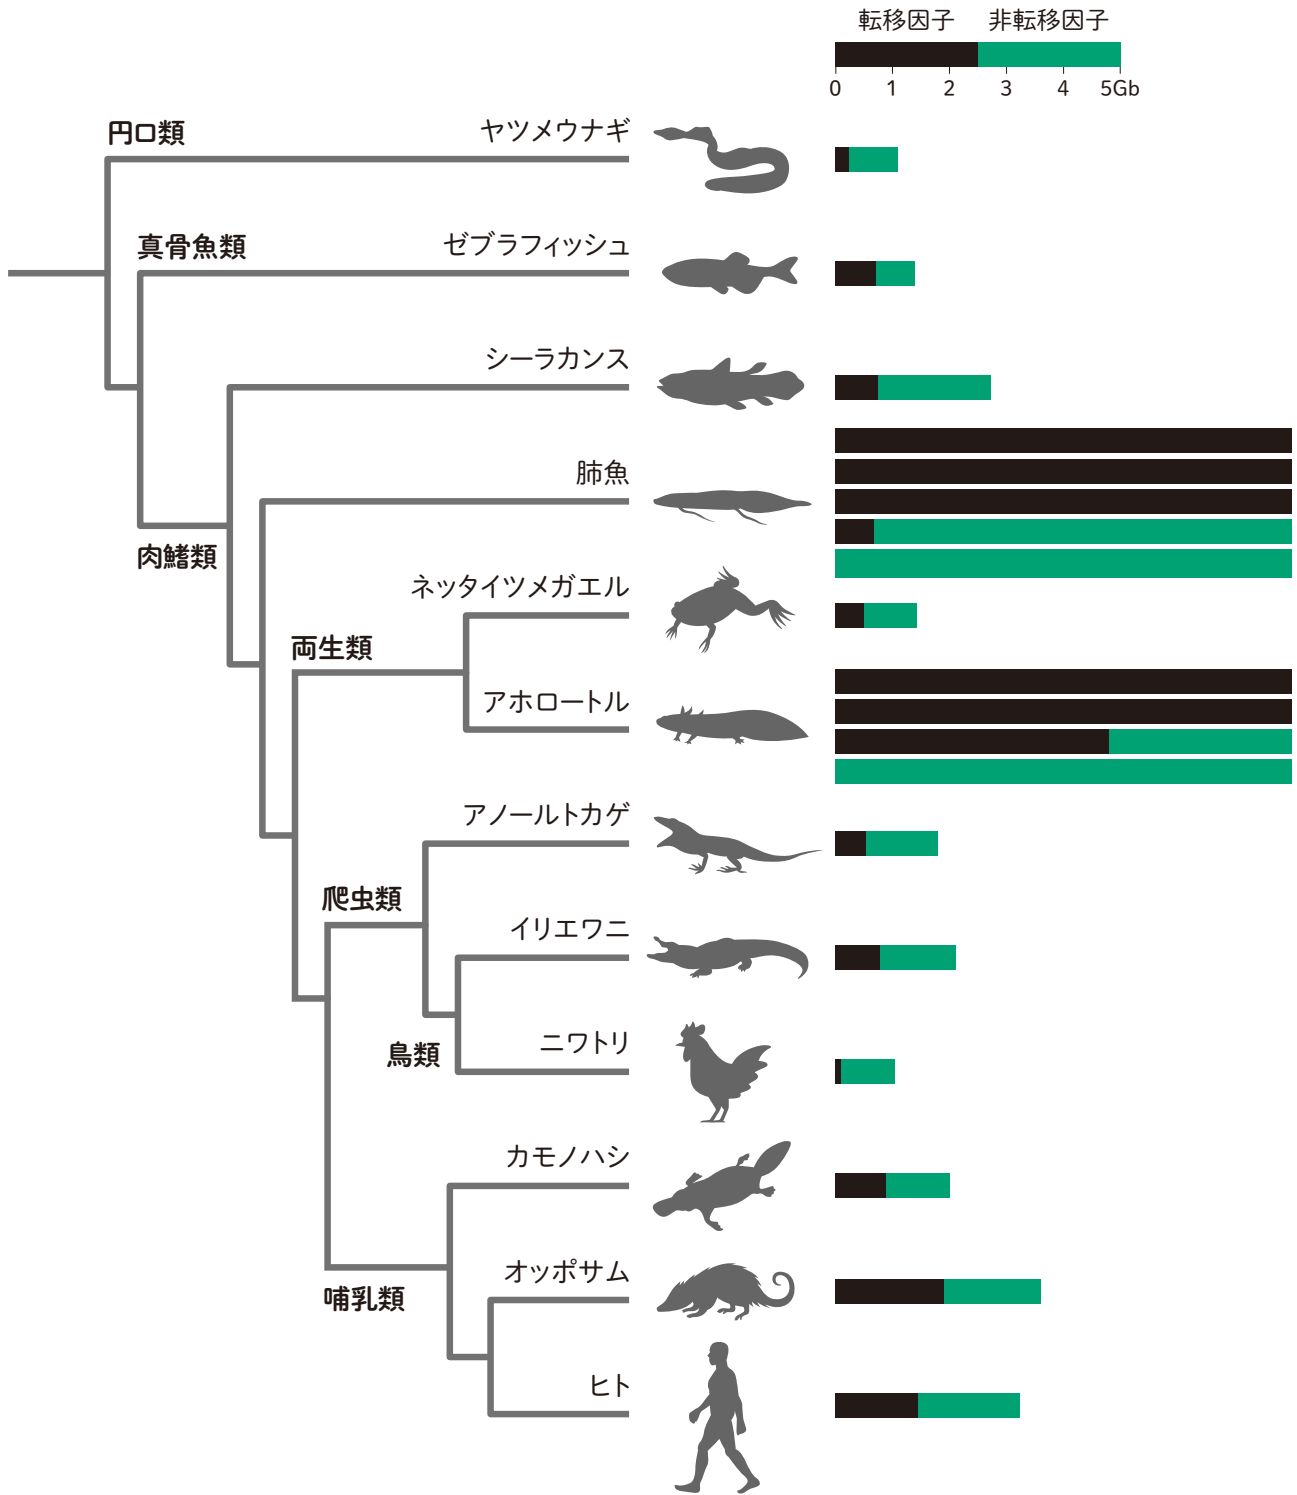 転移因子 非転移因子
0 1 2 3 4 5Gb
円口類
ヤツメウナギ
真骨魚類
ゼブラフィッシュ
シーラカンス
肺魚
肉鰭類
ネッタイツメガエル
両生類
アホロートル
アノールトカゲ
爬虫類
イリエワニ
ニワトリ
鳥類
カモノハシ
オッポサム
哺乳類
ヒト